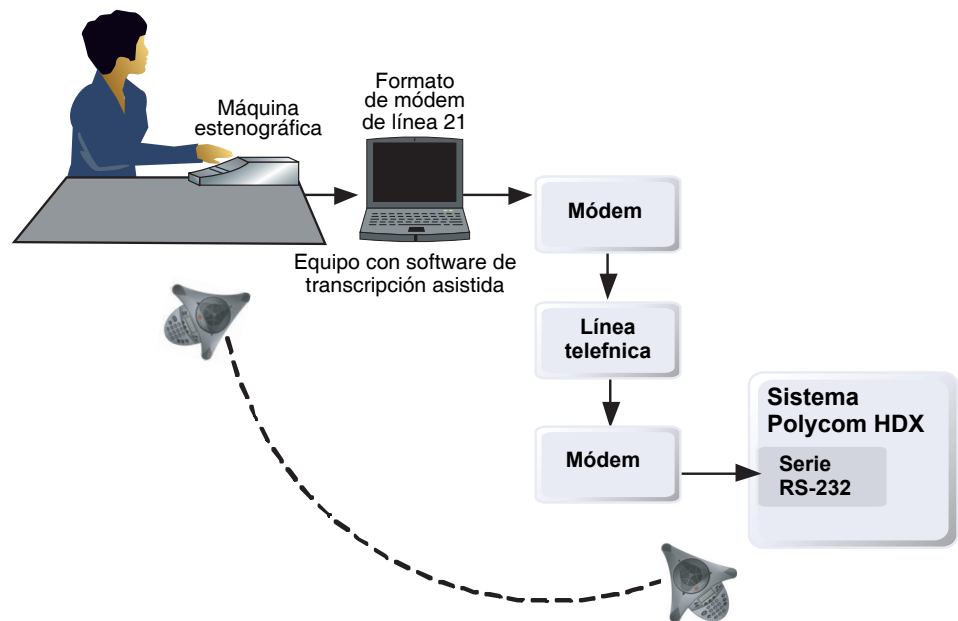 Máquina
estenográfica
Formato
de módem
de línea 21
Equipo con software de
transcripción asistida
Módem
Línea
telefnica
Módem
Sistema
Polycom HDX
Serie
RS-232